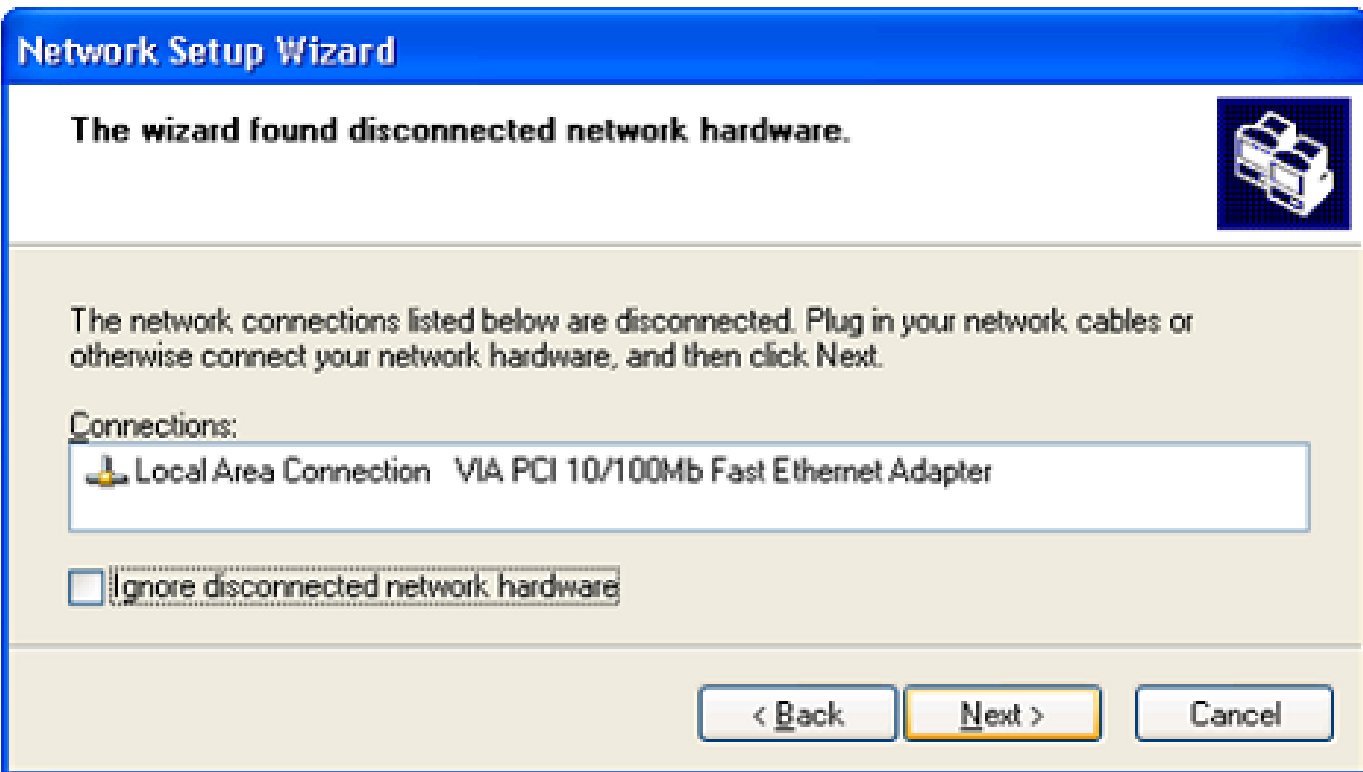 Network Setup Wizard
The wizard found disconnected network hardware.
The network connections listed below are disconnected. Plug in your network cables or
otherwise connect your network hardware, and then click Next.
Connections:
Local Area Connection VIA PCI 10/100Mb Fast Ethernet Adapter
Ignore disconnected network hardware
< Back Next > Cancel